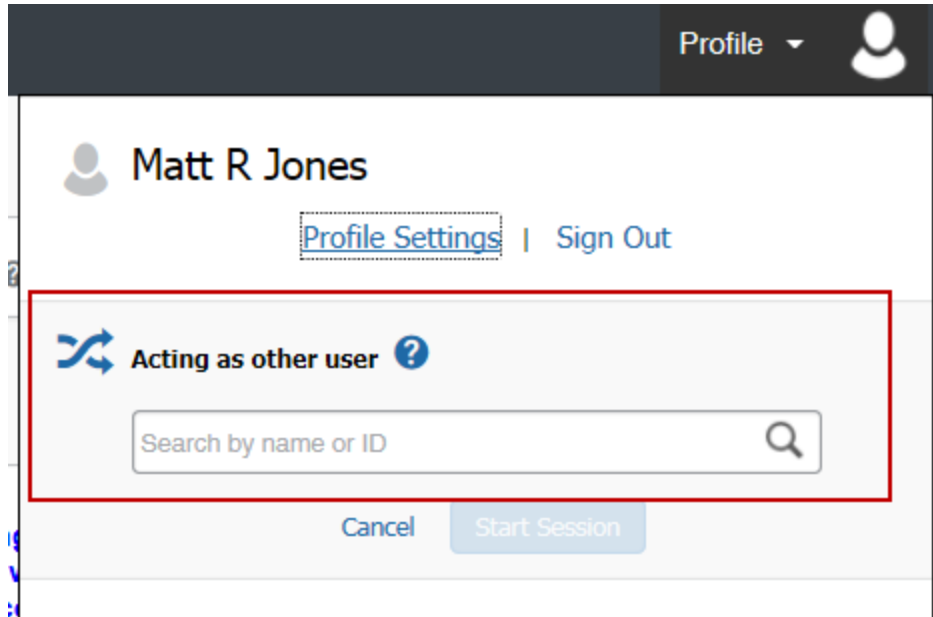 Profile
Matt R Jones
Profile Settings | Sign Out
Acting as other user ?
Search by name or ID
Cancel Start Session